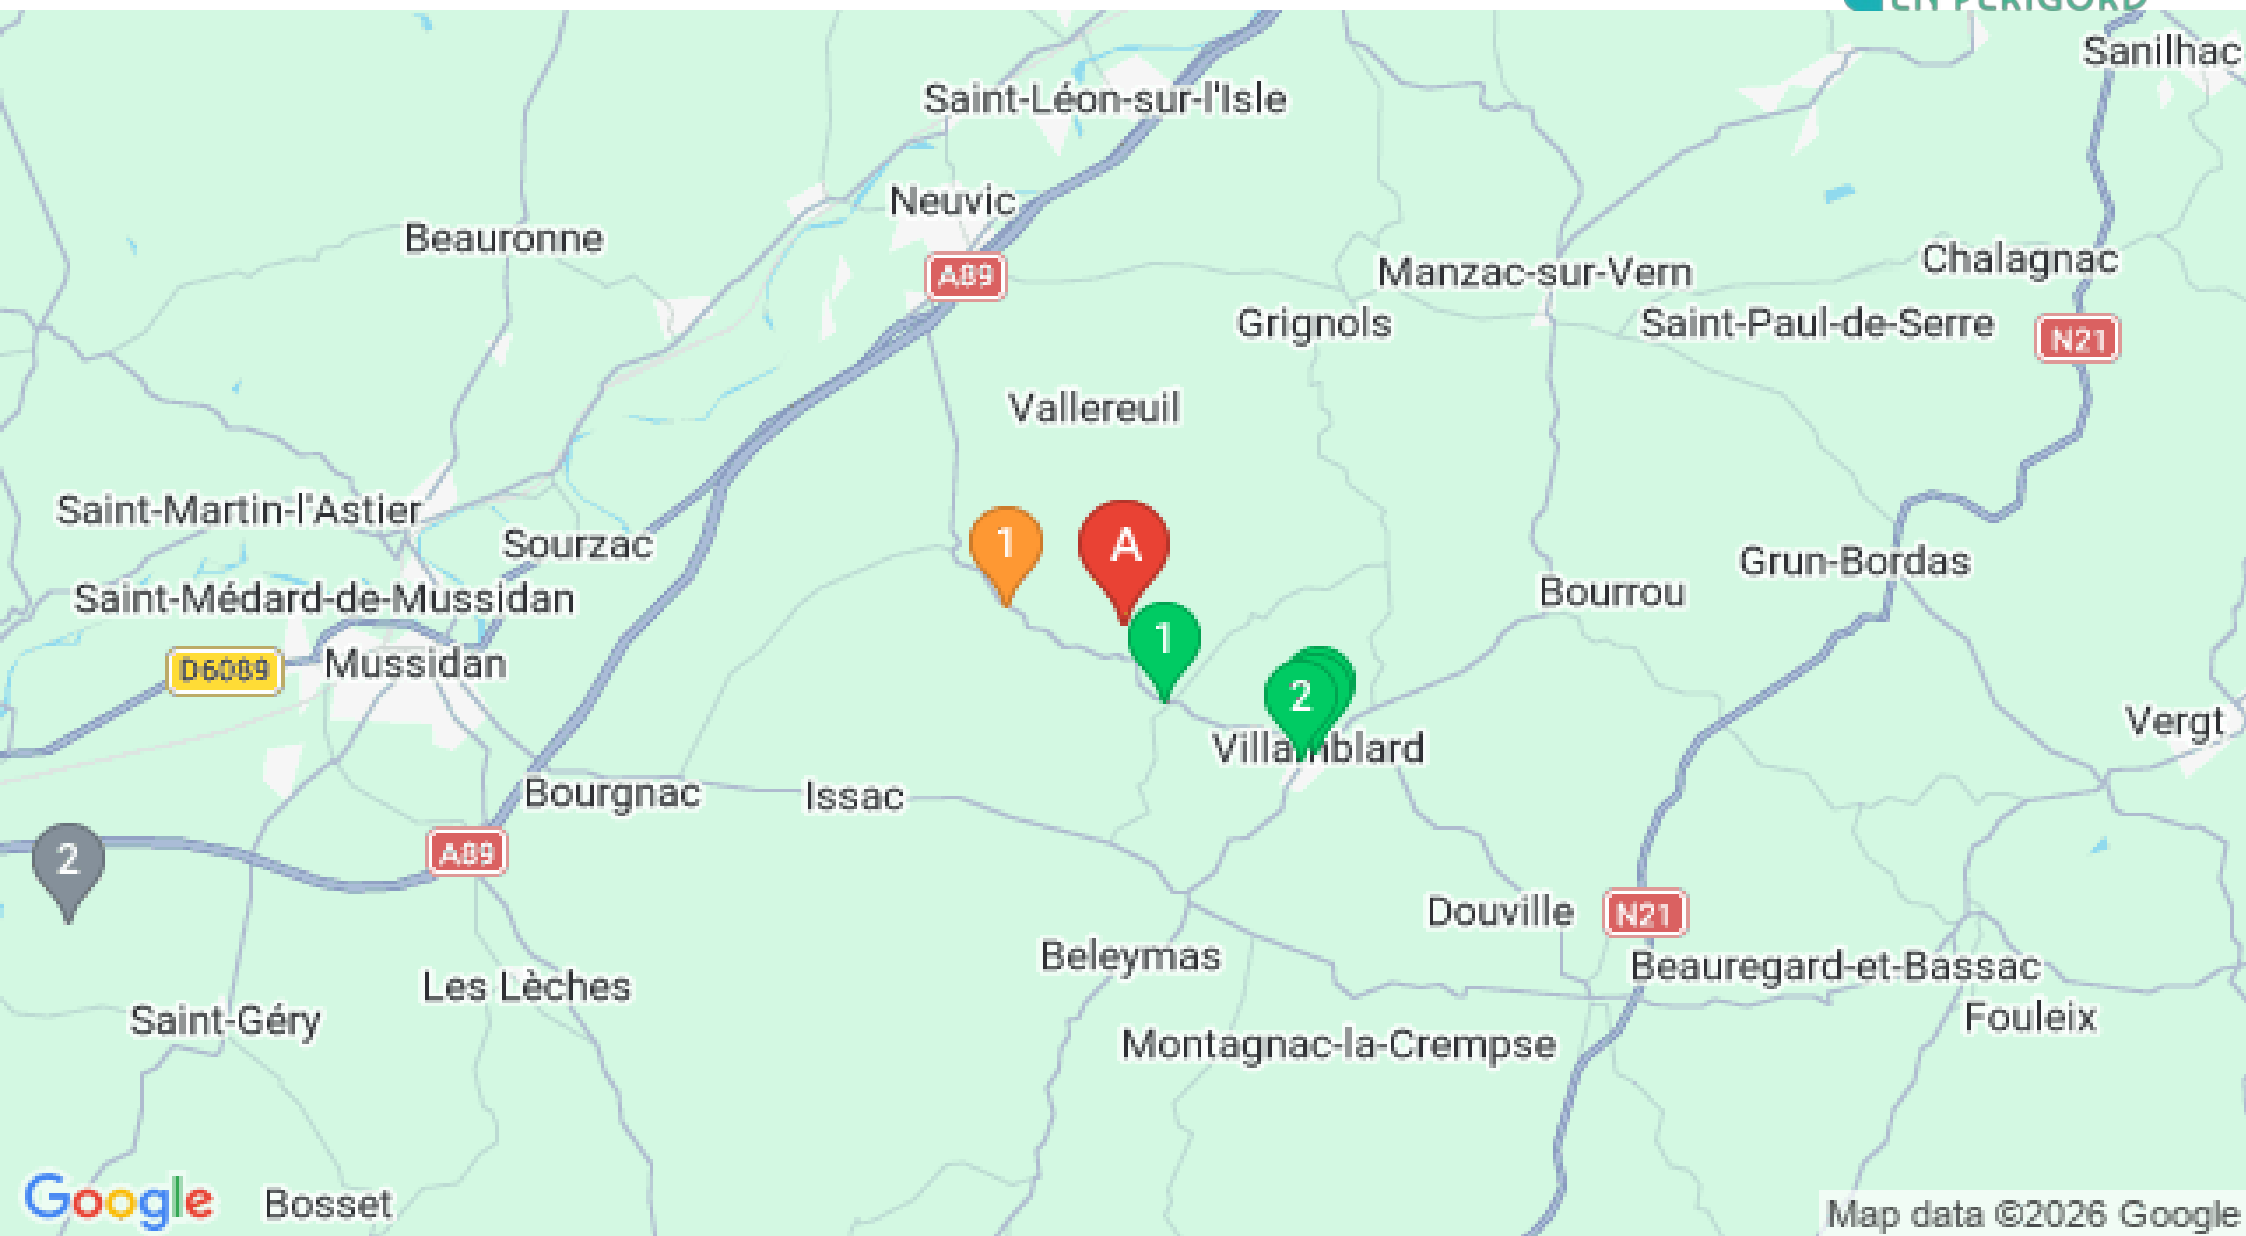 EN PÉRIGORD
Sanilhac
Saint-Léon-sur-l'Isle
Neuvic
Beauronne
A89
Manzac-sur-Vern
Chalagnac
Grignols
Saint-Paul-de-Serre
N21
Vallereuil
Saint-Martin-l'Astier
Sourzac
1
A
Grun-Bordas
Saint-Médard-de-Mussidan
Bourrou
1
D6089
Mussidan
2
Vergt
Villamblard
Bourgnac
Issac
2
A89
Douville
N21
Beleymas
Beauregard-et-Bassac
Les Lèches
Saint-Géry
Fouleix
Montagnac-la-Crempse
Google
Bosset
Map data ©2026 Google